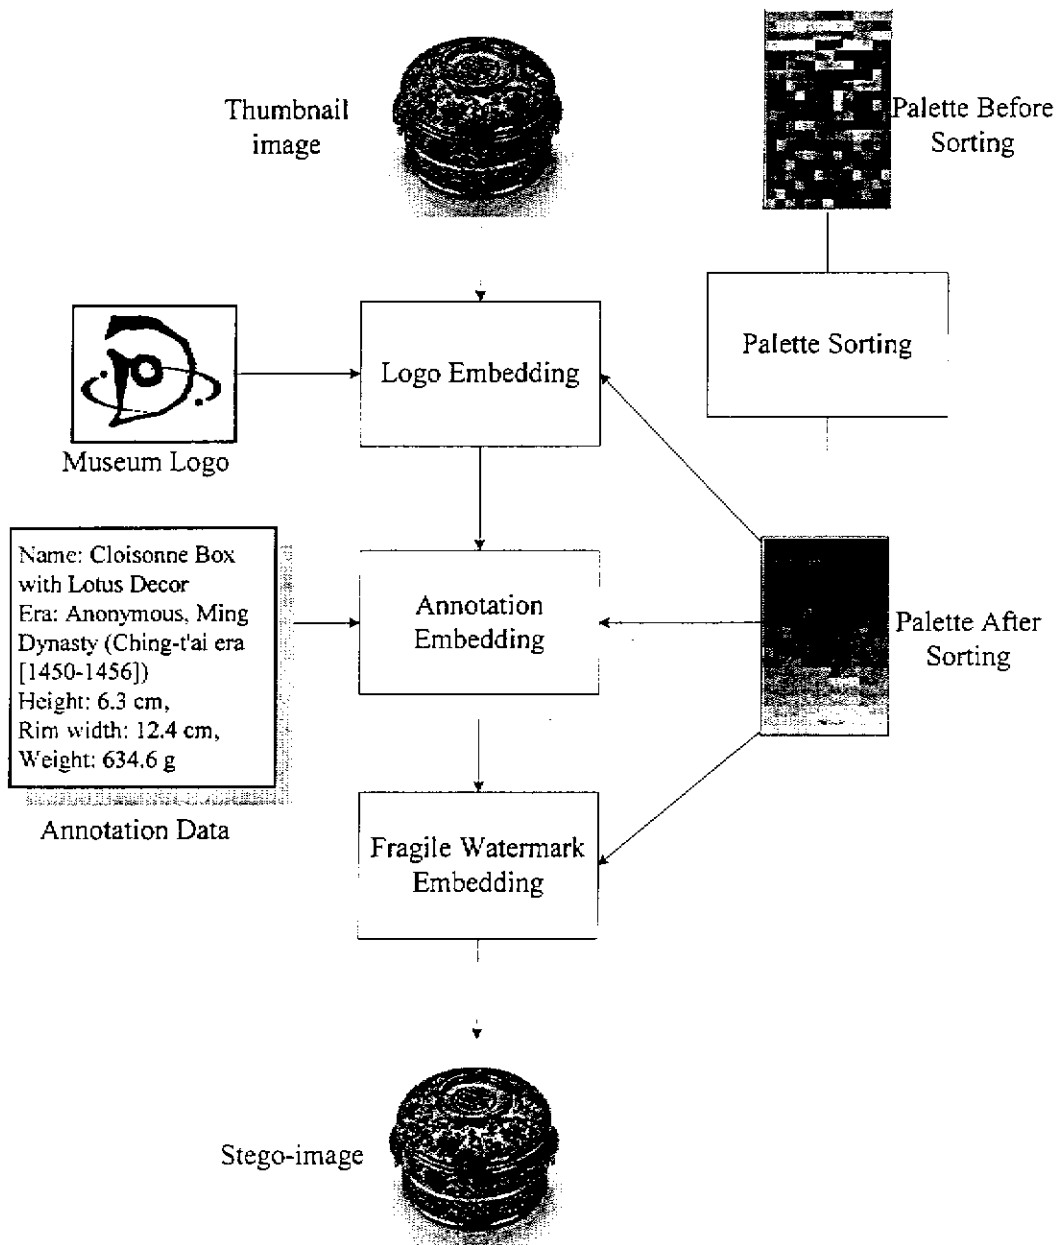 Thumbnail
image
Palette Before
Sorting
Palette Sorting
Logo Embedding
Museum Logo
Name: Cloisonne Box
with Lotus Decor
Era: Anonymous, Ming
Dynasty (Ching-t'ai era
[1450-1456])
Height: 6.3 cm,
Rim width: 12.4 cm,
Weight: 634.6 g
Annotation
Embedding
Palette After
Sorting
Annotation Data
Fragile Watermark
Embedding
Stego-image